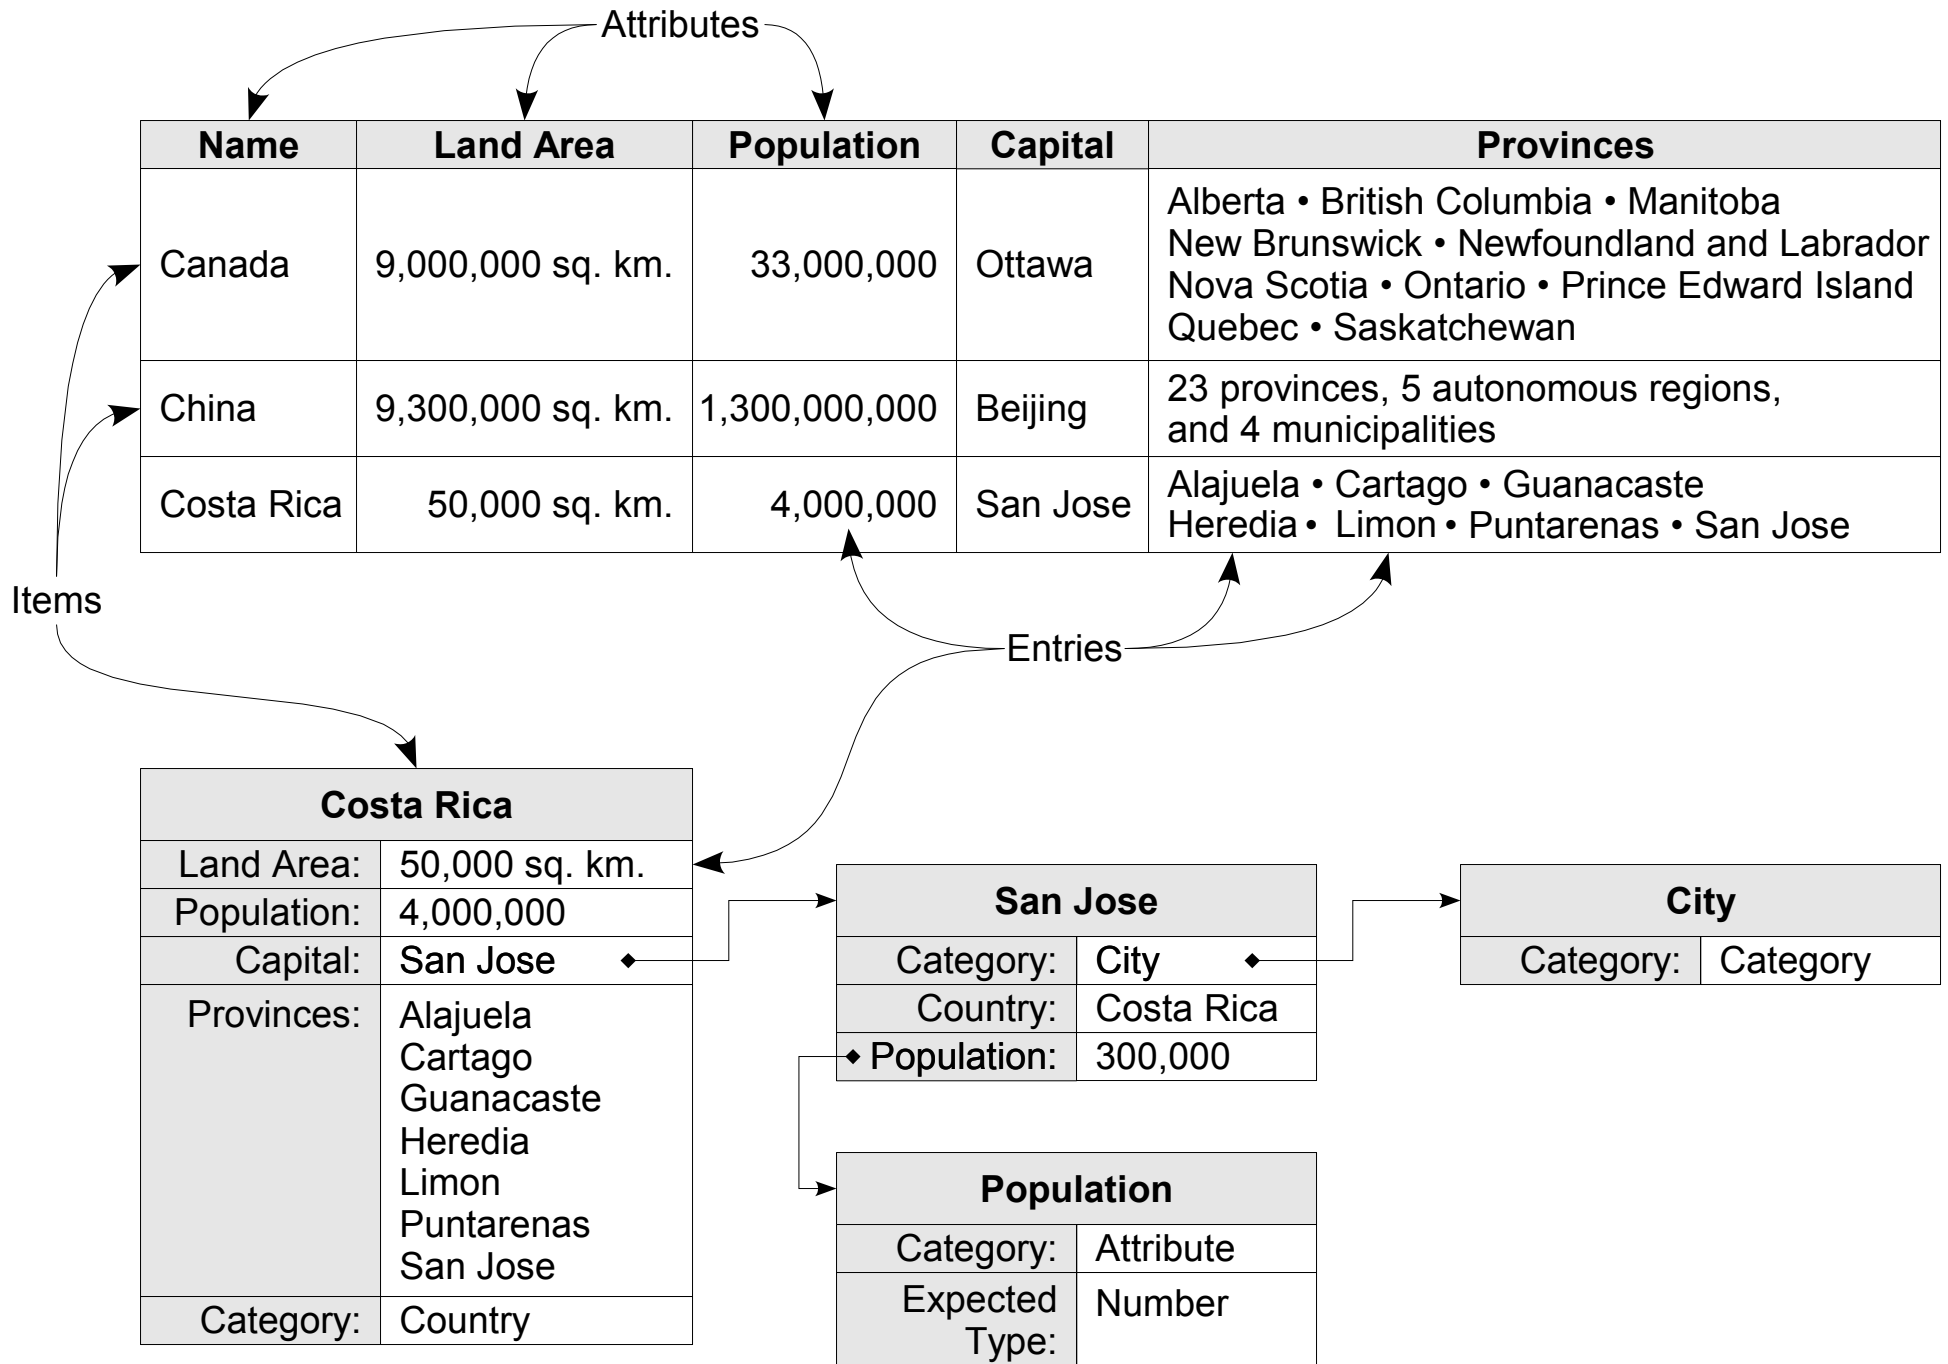 Attributes
Name Land Area Population Capital Provinces
Canada 9,000,000 sq. km. 33,000,000 Ottawa
Alberta • British Columbia • Manitoba
New Brunswick • Newfoundland and Labrador
Nova Scotia • Ontario • Prince Edward Island
Quebec • Saskatchewan
China 9,300,000 sq. km. 1,300,000,000 Beijing
23 provinces, 5 autonomous regions,
and 4 municipalities
Costa Rica 50,000 sq. km. 4,000,000 San Jose
Alajuela • Cartago • Guanacaste
Heredia • Limon • Puntarenas • San Jose
Items
Entries
Costa Rica
Land Area: 50,000 sq. km.
Population: 4,000,000
Capital: San Jose
Provinces: Alajuela
Cartago
Guanacaste
Heredia
Limon
Puntarenas
San Jose
Category: Country
San Jose
Category: City
Country: Costa Rica
Population: 300,000
City
Category: Category
Population
Category: Attribute
Expected Number
Type: